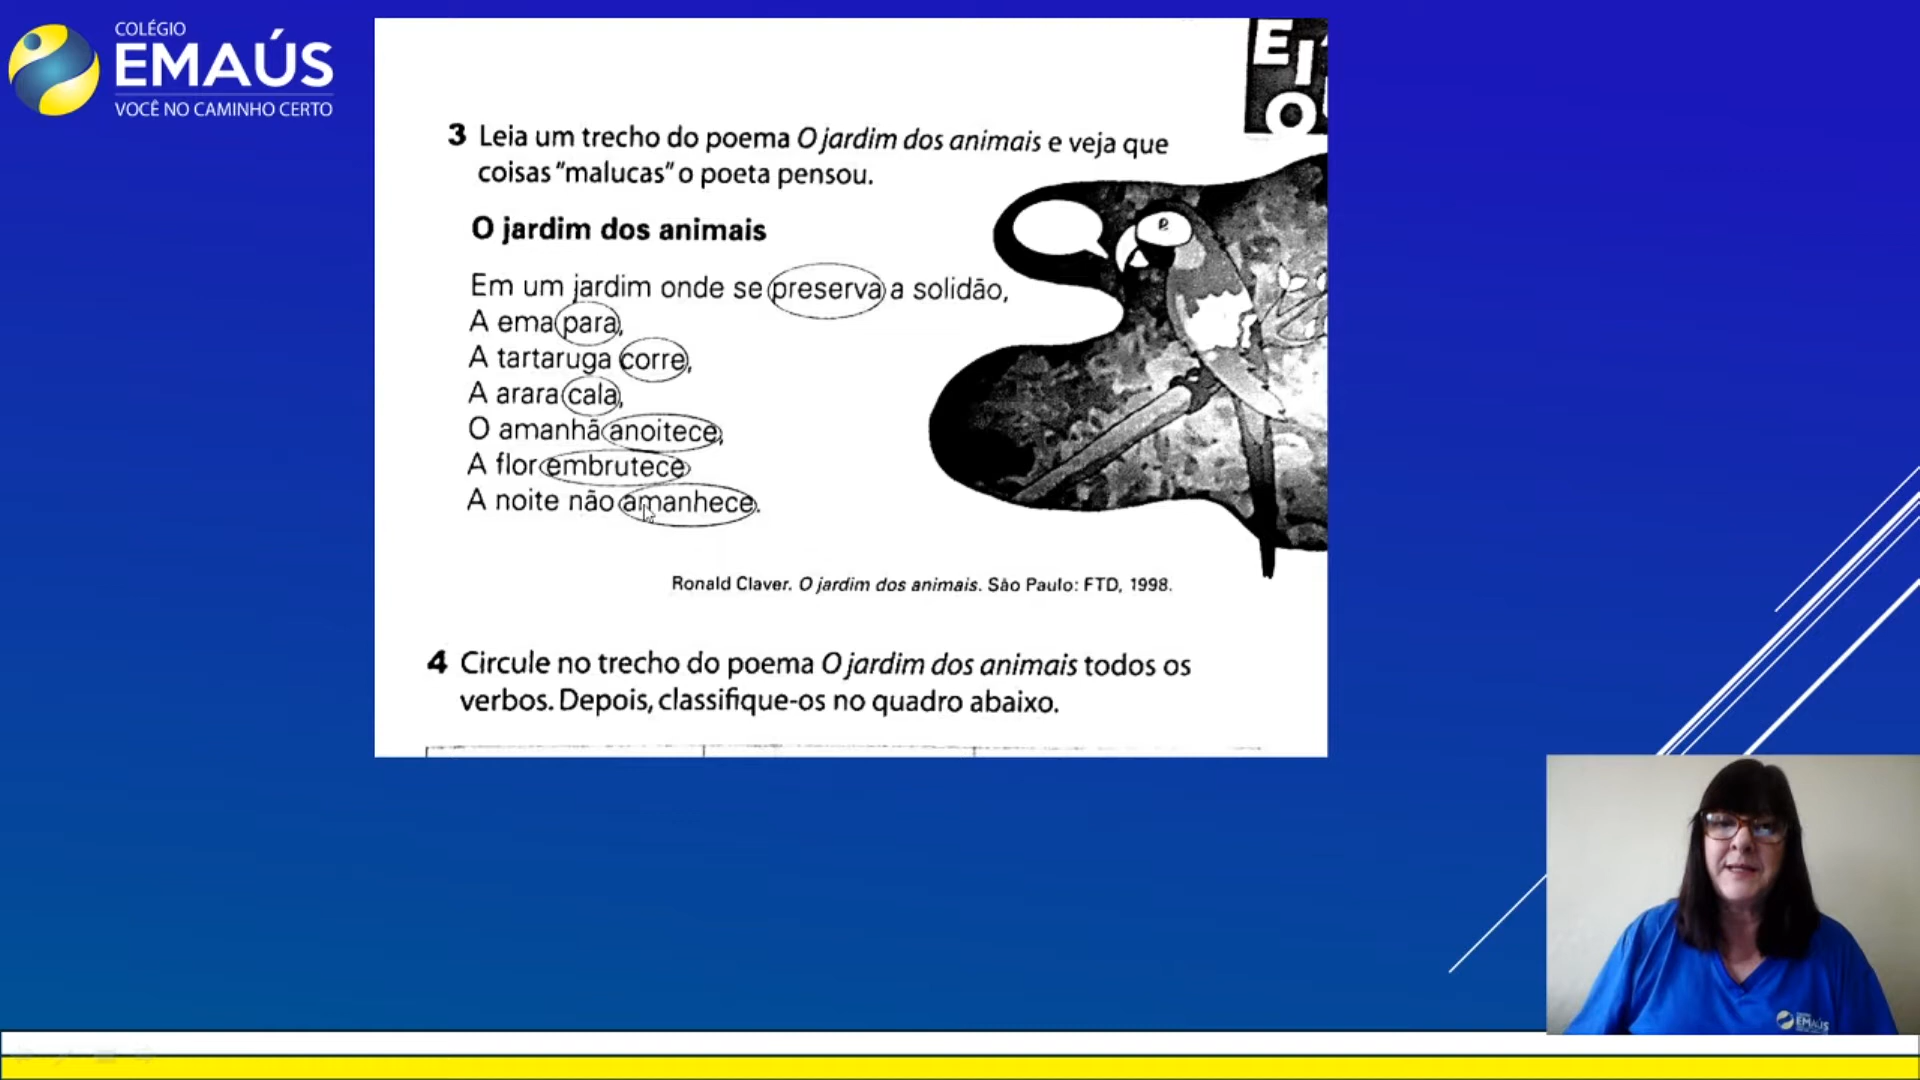 COLÉGIO
EMAÚS
VOCÊ NO CAMINHO CERTO
E I
O
3 Leia um trecho do poema O jardim dos animais e veja que
coisas "malucas" o poeta pensou.
O jardim dos animais
Em um jardim onde se preserva a solidão,
A ema para,
A tartaruga corre,
A arara cala,
O amanhã anoitece,
A flor embrutece
A noite não amanhece.
Ronald Claver. O jardim dos animais. São Paulo: FTD, 1998.
4 Circule no trecho do poema O jardim dos animais todos os
verbos. Depois, classifique-os no quadro abaixo.
EMAÚS